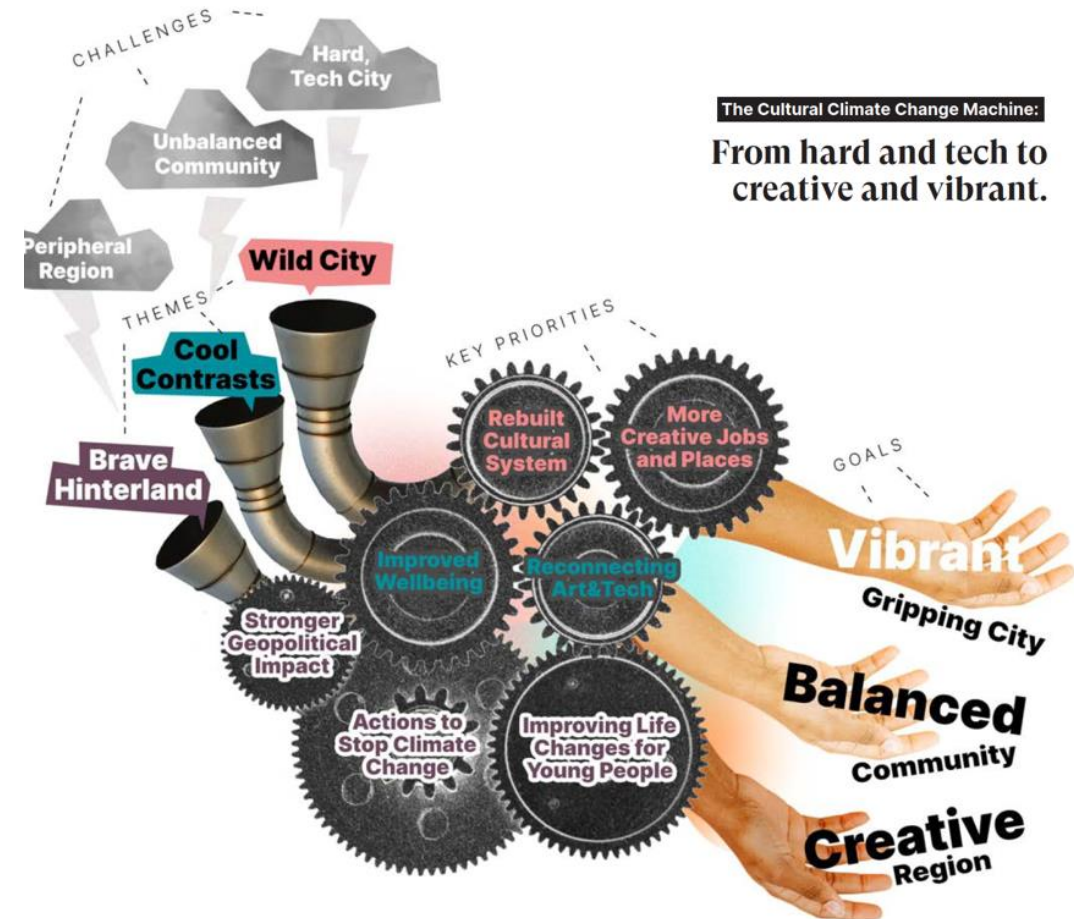 CHALLENGES
Hard,
Tech City
Unbalanced
Community
Peripheral
Region
The Cultural Climate Change Machine:
From hard and tech to
creative and vibrant.
THEMES
Wild City
Cool
Contrasts
Brave
Hinterland
KEY PRIORITIES
Rebuilt
Cultural
System
More
Creative Jobs
and Places
Improved
Wellbeing
Reconnecting
Art&Tech
Stronger
Geopolitical
Impact
Actions to
Stop Climate
Change
Improving Life
Changes for
Young People
GOALS
Vibrant
Gripping City
Balanced
Community
Creative
Region